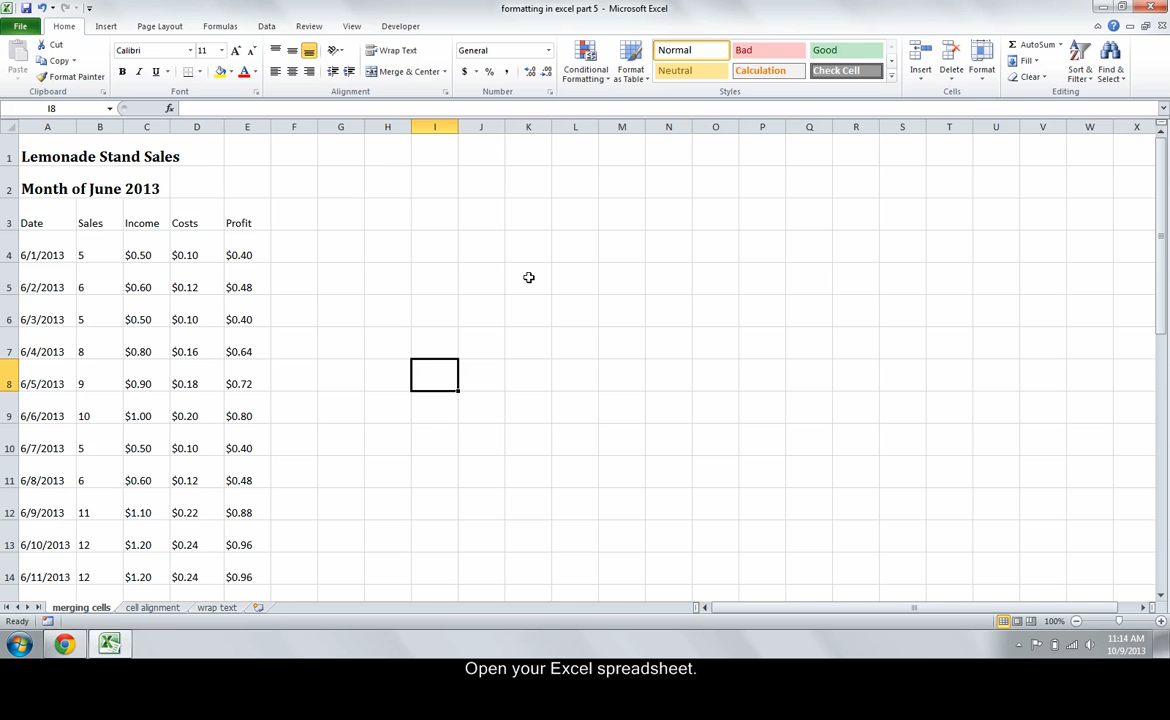 formatting in excel part 5 - Microsoft Excel
File Home Insert Page Layout Formulas Data Review View Developer
Paste Cut Copy Format Painter Clipboard
Calibri 11 A A B I U A Font
Wrap Text Merge & Center Alignment
General $ % , .0 .00 .00 .0 Number
Conditional Formatting Format as Table Normal Bad Good Neutral Calculation Check Cell Styles
Insert Delete Format Cells
Σ AutoSum Fill Clear Sort & Filter Find & Select Editing
I8 fx
A B C D E F G H I J K L M N O P Q R S T U V W X
1 Lemonade Stand Sales
2 Month of June 2013
3 Date Sales Income Costs Profit
4 6/1/2013 5 $0.50 $0.10 $0.40
5 6/2/2013 6 $0.60 $0.12 $0.48
6 6/3/2013 5 $0.50 $0.10 $0.40
7 6/4/2013 8 $0.80 $0.16 $0.64
8 6/5/2013 9 $0.90 $0.18 $0.72
9 6/6/2013 10 $1.00 $0.20 $0.80
10 6/7/2013 5 $0.50 $0.10 $0.40
11 6/8/2013 6 $0.60 $0.12 $0.48
12 6/9/2013 11 $1.10 $0.22 $0.88
13 6/10/2013 12 $1.20 $0.24 $0.96
14 6/11/2013 12 $1.20 $0.24 $0.96
merging cells cell alignment wrap text
Ready 100%
11:14 AM
10/9/2013
Open your Excel spreadsheet.